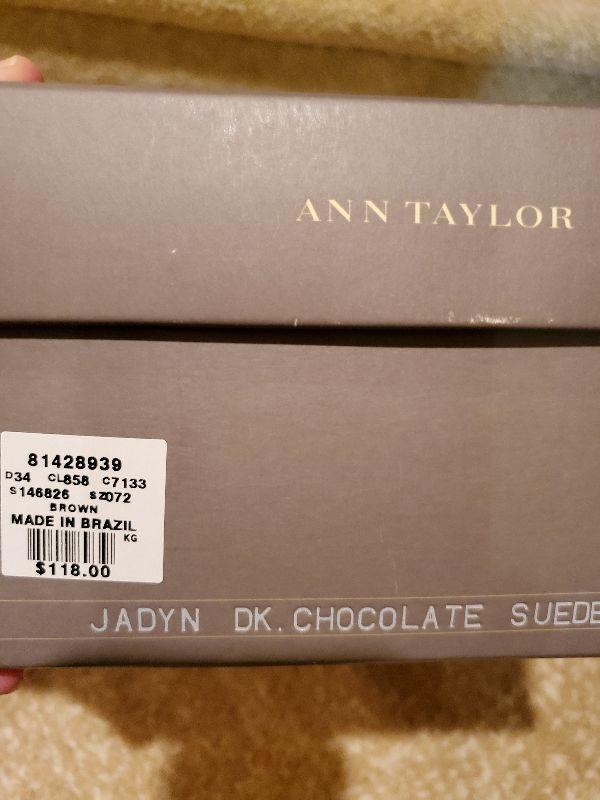 ANN TAYLOR
81428939
D34 CL858 C7133
S146826 SZ072
BROWN
MADE IN BRAZIL
KG
$118.00
JADYN DK.CHOCOLATE SUEDE